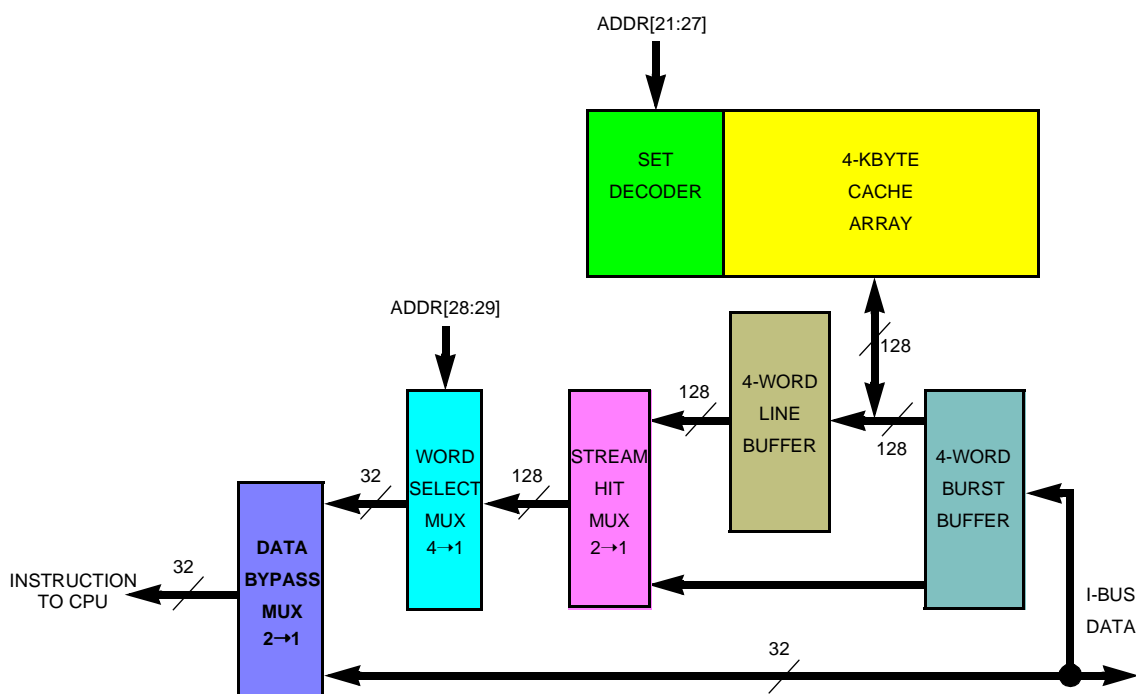 ADDR[21:27]
SET
DECODER
4-KBYTE
CACHE
ARRAY
ADDR[28:29]
128
4-WORD
LINE
BUFFER
128
128
4-WORD
BURST
BUFFER
STREAM
HIT
MUX
2→1
128
WORD
SELECT
MUX
4→1
32
DATA
BYPASS
MUX
2→1
32
INSTRUCTION
TO CPU
I-BUS
DATA
32